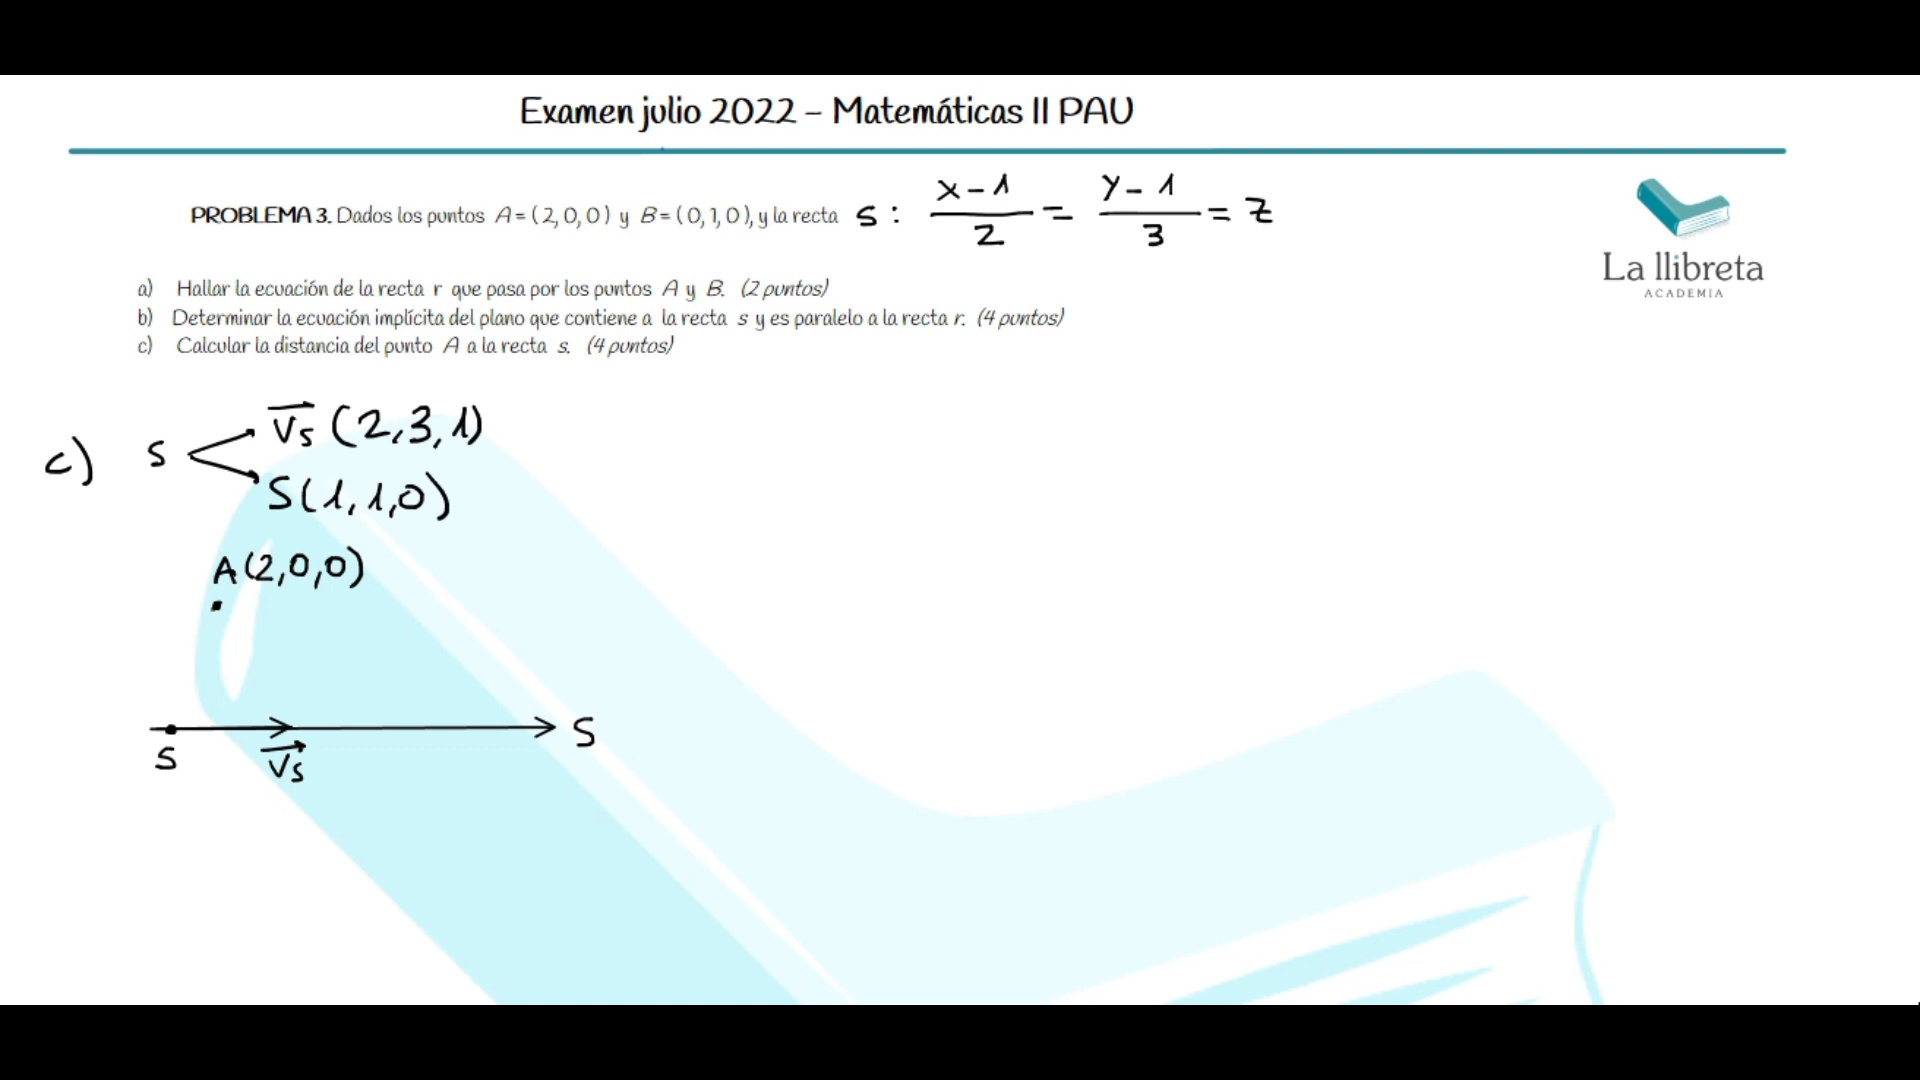 Examen julio 2022 – Matemáticas II PAU
PROBLEMA 3. Dados los puntos A = (2, 0, 0) y B = (0, 1, 0), y la recta s : x - 1 / 2 = y - 1 / 3 = z
La llibreta
ACADEMIA
a) Hallar la ecuación de la recta r que pasa por los puntos A y B. (2 puntos)
b) Determinar la ecuación implícita del plano que contiene a la recta s y es paralelo a la recta r. (4 puntos)
c) Calcular la distancia del punto A a la recta s. (4 puntos)
c) s
Vs (2,3,1)
S(1,1,0)
A(2,0,0)
S
S
Vs